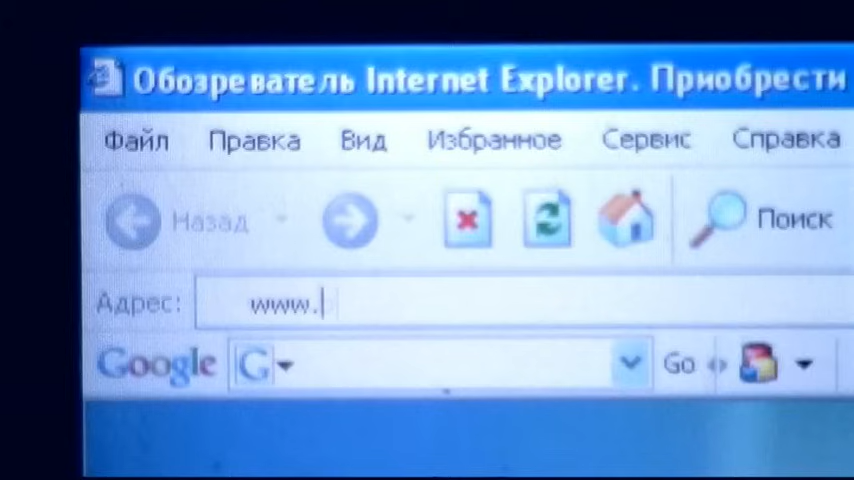 Обозреватель Internet Explorer. Приобрести
Файл Правка Вид Избранное Сервис Справка
Назад Поиск
Адрес: www.
Google G Go